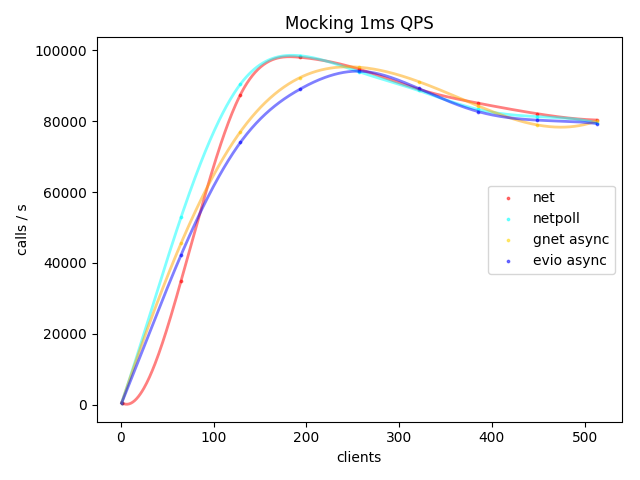 Mocking 1ms QPS
calls / s
100000
80000
60000
40000
20000
0
net
netpoll
gnet async
evio async
0 100 200 300 400 500
clients